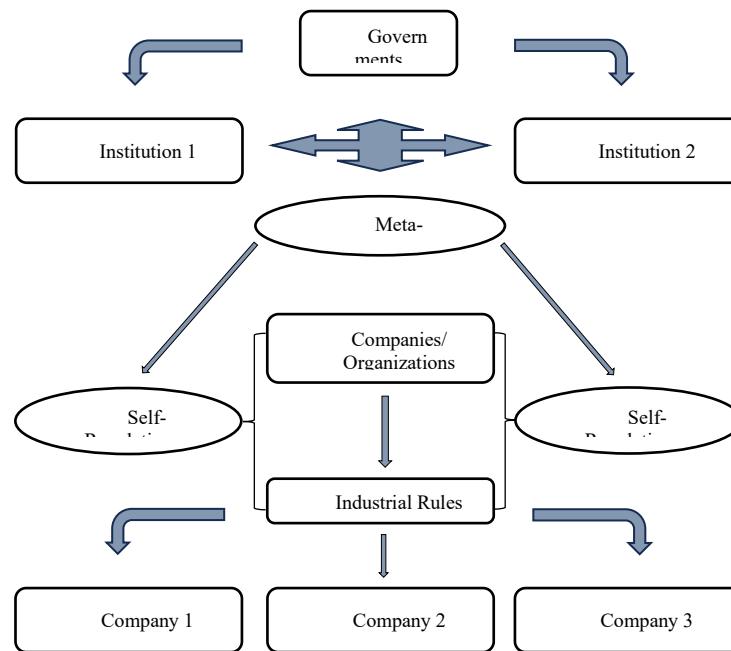 Govern
ments
Institution 1
Institution 2
Meta-
Companies/
Organizations
Self-
Self-
Industrial Rules
Company 1
Company 2
Company 3